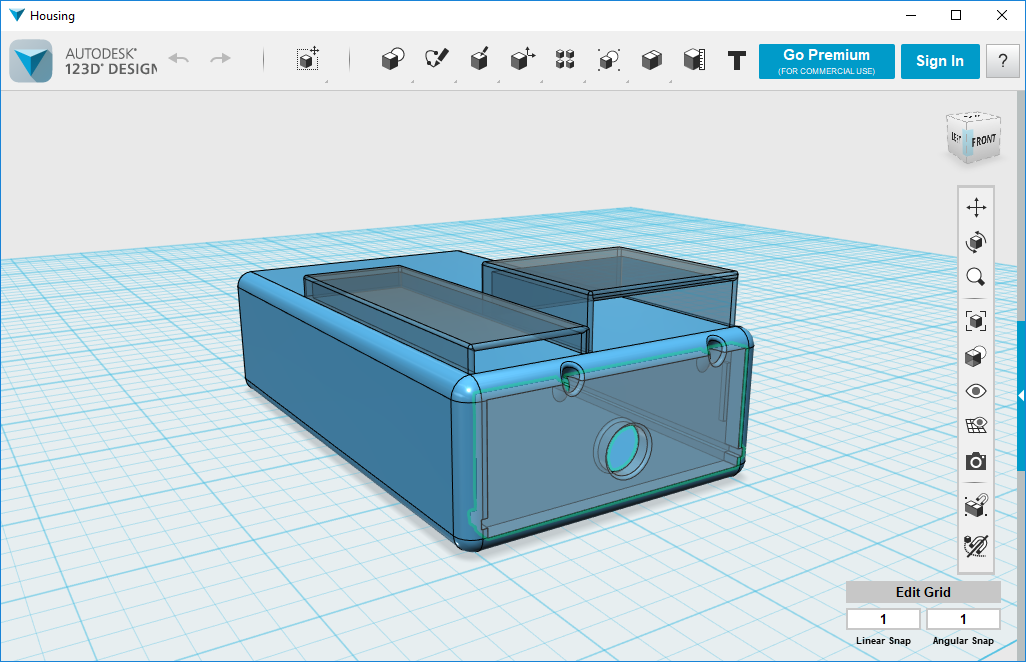 Housing
AUTODESK®
123D® DESIGN
Go Premium
(FOR COMMERCIAL USE)
Sign In
?
LEFT
FRONT
Edit Grid
1
1
Linear Snap
Angular Snap